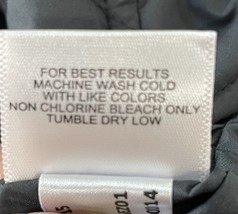 FOR BEST RESULTS
MACHINE WASH COLD
WITH LIKE COLORS
NON CHLORINE BLEACH ONLY
TUMBLE DRY LOW